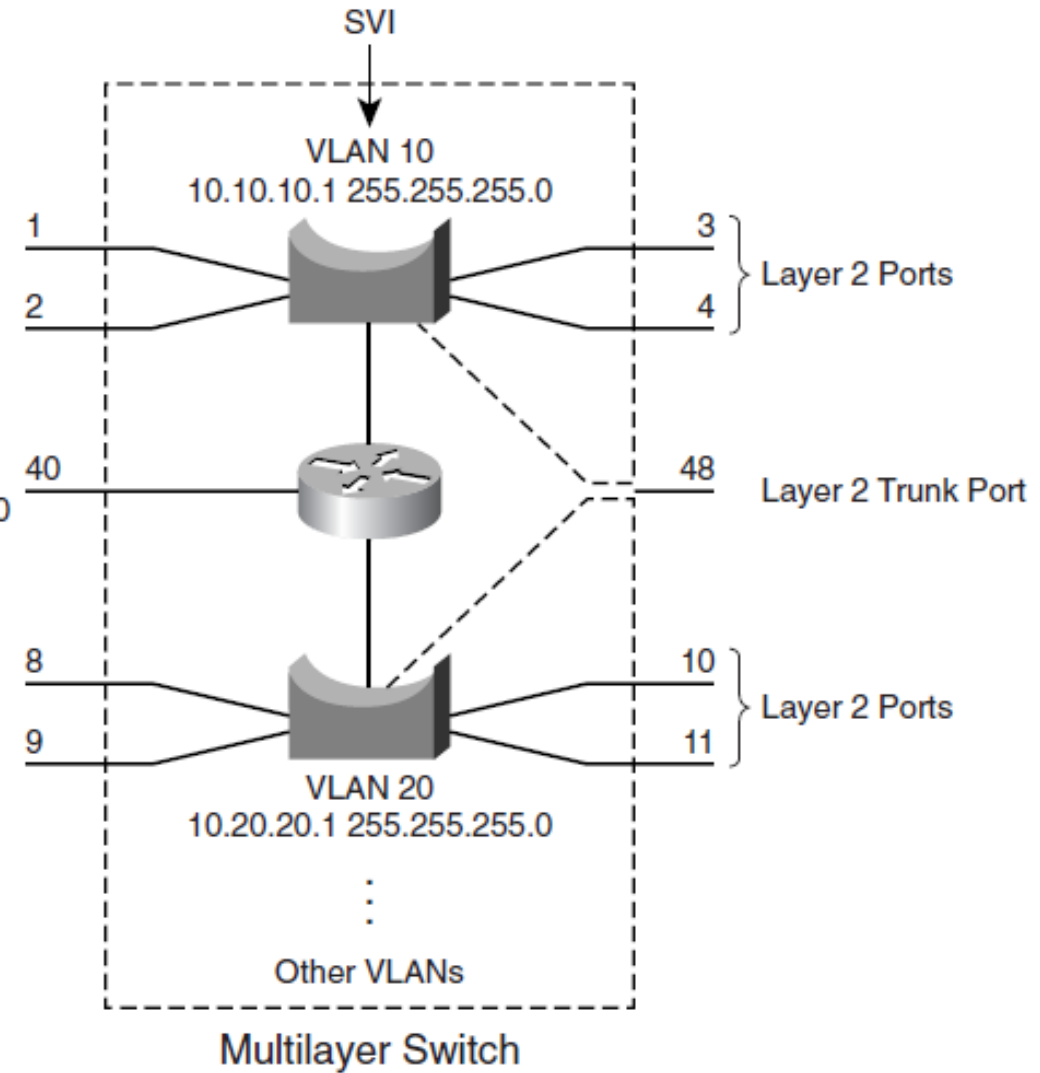 SVI
VLAN 10
10.10.10.1 255.255.255.0
1
3
Layer 2 Ports
2
4
40
48
Layer 2 Trunk Port
0
8
10
Layer 2 Ports
9
11
VLAN 20
10.20.20.1 255.255.255.0
Other VLANs
Multilayer Switch